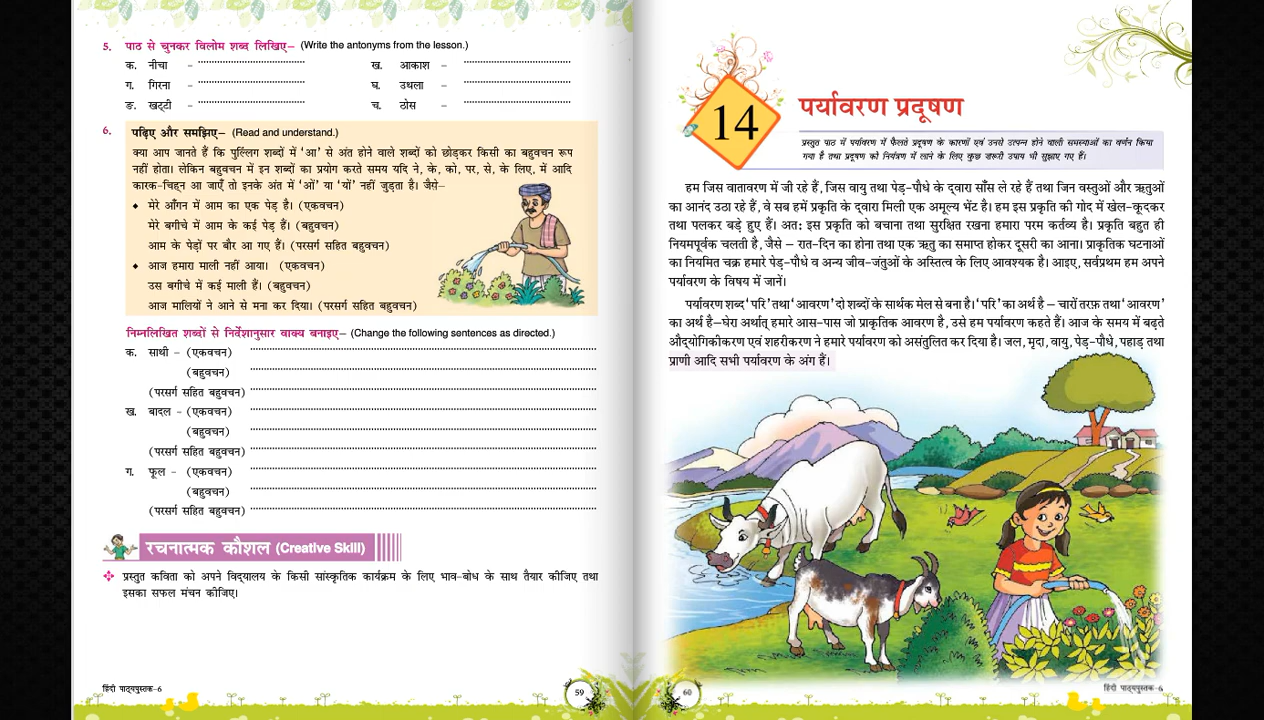 5. पाठ से चुनकर विलोम शब्द लिखिए– (Write the antonyms from the lesson.)
क. नीचा –
ख. आकाश –
ग. गिरना –
घ. उथला –
ङ. खट्टी –
च. ठोस –
6. पढ़िए और समझिए– (Read and understand.)
क्या आप जानते हैं कि पुल्लिंग शब्दों में ‘आ’ से अंत होने वाले शब्दों को छोड़कर किसी का बहुवचन रूप
नहीं होता। लेकिन बहुवचन में इन शब्दों का प्रयोग करते समय यदि ने, के, को, पर, से, के लिए, में आदि
कारक-चिह्न आ जाएँ तो इनके अंत में ‘ओं’ या ‘यों’ नहीं जुड़ता है। जैसे–
♦ मेरे आँगन में आम का एक पेड़ है। (एकवचन)
मेरे बगीचे में आम के कई पेड़ हैं। (बहुवचन)
आम के पेड़ों पर बौर आ गए हैं। (परसर्ग सहित बहुवचन)
♦ आज हमारा माली नहीं आया। (एकवचन)
उस बगीचे में कई माली हैं। (बहुवचन)
आज मालियों ने आने से मना कर दिया। (परसर्ग सहित बहुवचन)
निम्नलिखित शब्दों से निर्देशानुसार वाक्य बनाइए– (Change the following sentences as directed.)
क. साथी – (एकवचन)
(बहुवचन)
(परसर्ग सहित बहुवचन)
ख. बादल – (एकवचन)
(बहुवचन)
(परसर्ग सहित बहुवचन)
ग. फूल – (एकवचन)
(बहुवचन)
(परसर्ग सहित बहुवचन)
रचनात्मक कौशल (Creative Skill)
❖ प्रस्तुत कविता को अपने विद्यालय के किसी सांस्कृतिक कार्यक्रम के लिए भाव-बोध के साथ तैयार कीजिए तथा
इसका सफल मंचन कीजिए।
हिंदी पाठ्यपुस्तक-6
59
14
पर्यावरण प्रदूषण
प्रस्तुत पाठ में पर्यावरण में फैलते प्रदूषण के कारणों एवं उनसे उत्पन्न होने वाली समस्याओं का वर्णन किया
गया है तथा प्रदूषण को नियंत्रण में लाने के लिए कुछ जरूरी उपाय भी सुझाए गए हैं।
हम जिस वातावरण में जी रहे हैं, जिस वायु तथा पेड़-पौधे के द्वारा साँस ले रहे हैं तथा जिन वस्तुओं और ऋतुओं
का आनंद उठा रहे हैं, वे सब हमें प्रकृति के द्वारा मिली एक अमूल्य भेंट है। हम इस प्रकृति की गोद में खेल-कूदकर
तथा पलकर बड़े हुए हैं। अतः इस प्रकृति को बचाना तथा सुरक्षित रखना हमारा परम कर्तव्य है। प्रकृति बहुत ही
नियमपूर्वक चलती है, जैसे – रात-दिन का होना तथा एक ऋतु का समाप्त होकर दूसरी का आना। प्राकृतिक घटनाओं
का नियमित चक्र हमारे पेड़-पौधे व अन्य जीव-जंतुओं के अस्तित्व के लिए आवश्यक है। आइए, सर्वप्रथम हम अपने
पर्यावरण के विषय में जानें।
पर्यावरण शब्द ‘परि’ तथा ‘आवरण’ दो शब्दों के सार्थक मेल से बना है। ‘परि’ का अर्थ है – चारों तरफ़ तथा ‘आवरण’
का अर्थ है–घेरा अर्थात् हमारे आस-पास जो प्राकृतिक आवरण है, उसे हम पर्यावरण कहते हैं। आज के समय में बढ़ते
औद्योगिकीकरण एवं शहरीकरण ने हमारे पर्यावरण को असंतुलित कर दिया है। जल, मृदा, वायु, पेड़-पौधे, पहाड़ तथा
प्राणी आदि सभी पर्यावरण के अंग हैं।
60
हिंदी पाठ्यपुस्तक-6